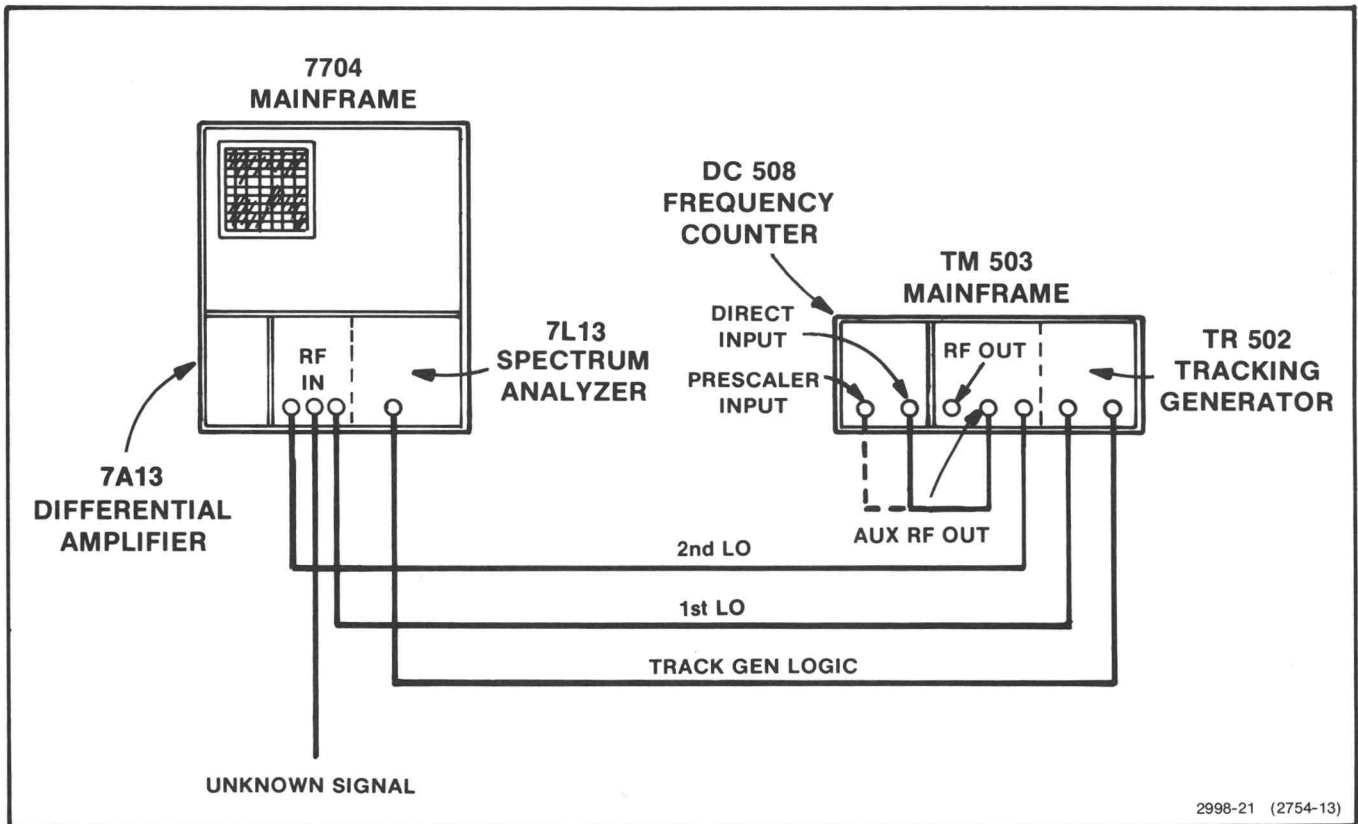 7704
MAINFRAME
DC 508
FREQUENCY
COUNTER
TM 503
MAINFRAME
DIRECT
INPUT
PRESCALER
INPUT
RF OUT
TR 502
TRACKING
GENERATOR
RF
IN
7L13
SPECTRUM
ANALYZER
7A13
DIFFERENTIAL
AMPLIFIER
AUX RF OUT
2nd LO
1st LO
TRACK GEN LOGIC
UNKNOWN SIGNAL
2998-21 (2754-13)